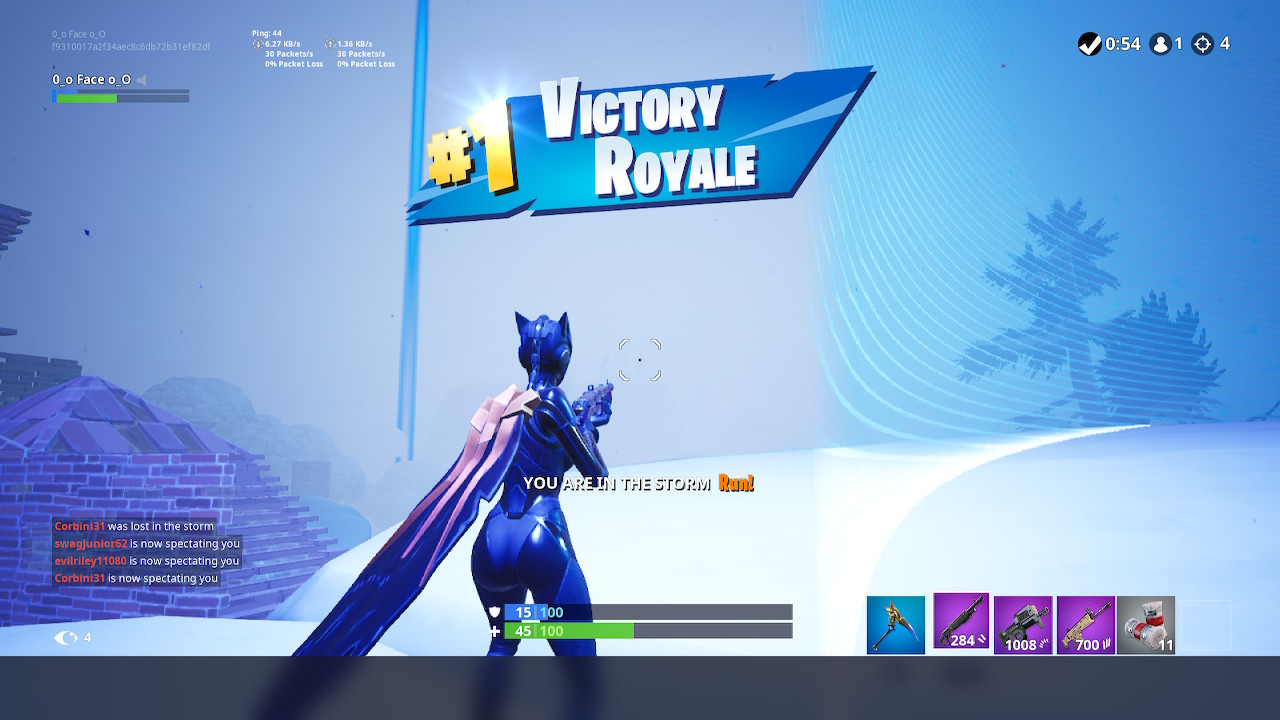 0_o Face o_O
f9310017a2f34aec8c6db72b31ef82df
Ping: 44
6.27 KB/s 1.36 KB/s
30 Packets/s 30 Packets/s
0% Packet Loss 0% Packet Loss
0_o Face o_O
0:54 1 4
#1 VICTORY
ROYALE
YOU ARE IN THE STORM Run!
Corbini31 was lost in the storm
swagjunior62 is now spectating you
evilriley11080 is now spectating you
Corbini31 is now spectating you
4
15 100
45 100
284 1008 700 11